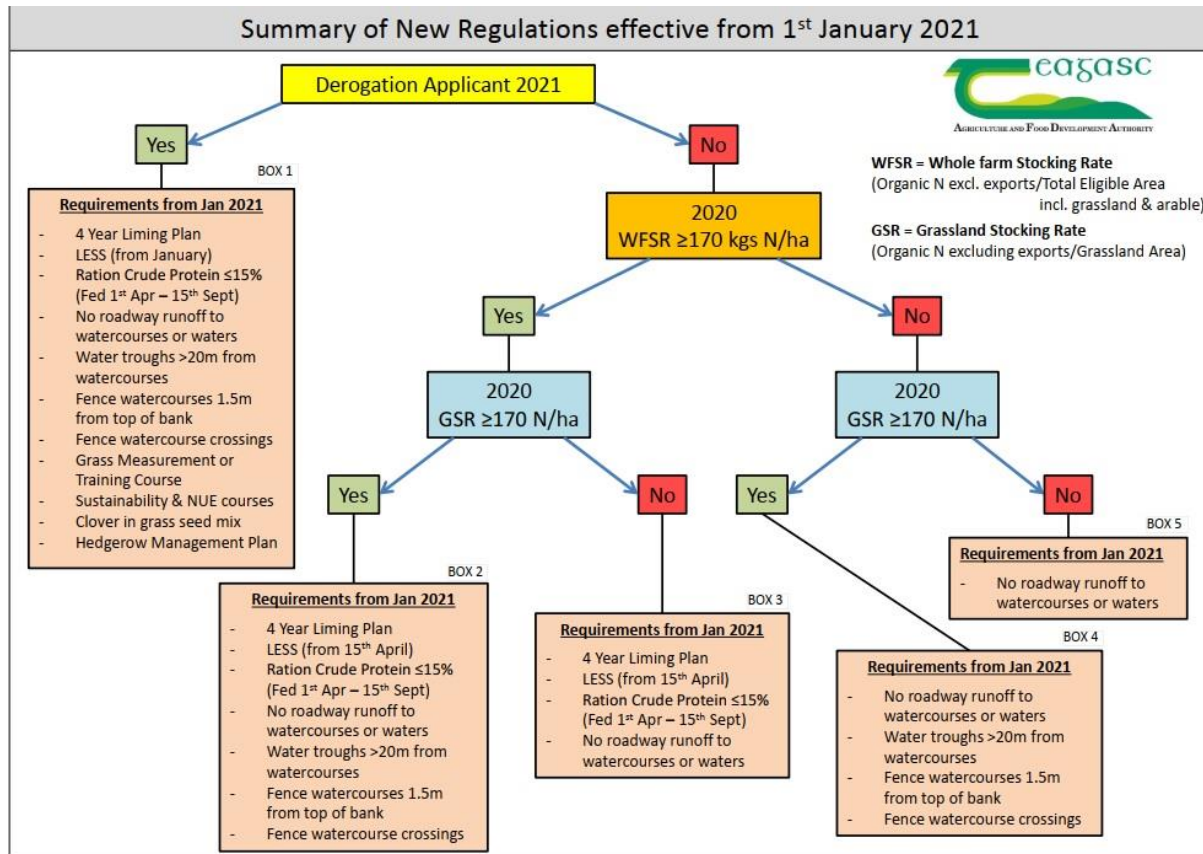 Summary of New Regulations effective from 1st January 2021
Derogation Applicant 2021
eagasc
AGRICULTURE AND FOOD DEVELOPMENT AUTHORITY
WFSR = Whole farm Stocking Rate
(Organic N excl. exports/Total Eligible Area
incl. grassland & arable)
GSR = Grassland Stocking Rate
(Organic N excluding exports/Grassland Area)
Yes
No
BOX 1
Requirements from Jan 2021
- 4 Year Liming Plan
- LESS (from January)
- Ration Crude Protein ≤15%
(Fed 1st Apr – 15th Sept)
- No roadway runoff to
watercourses or waters
- Water troughs >20m from
watercourses
- Fence watercourses 1.5m
from top of bank
- Fence watercourse crossings
- Grass Measurement or
Training Course
- Sustainability & NUE courses
- Clover in grass seed mix
- Hedgerow Management Plan
2020
WFSR ≥170 kgs N/ha
Yes
No
2020
GSR ≥170 N/ha
2020
GSR ≥170 N/ha
Yes
No
Yes
No
BOX 2
Requirements from Jan 2021
- 4 Year Liming Plan
- LESS (from 15th April)
- Ration Crude Protein ≤15%
(Fed 1st Apr – 15th Sept)
- No roadway runoff to
watercourses or waters
- Water troughs >20m from
watercourses
- Fence watercourses 1.5m
from top of bank
- Fence watercourse crossings
BOX 3
Requirements from Jan 2021
- 4 Year Liming Plan
- LESS (from 15th April)
- Ration Crude Protein ≤15%
(Fed 1st Apr – 15th Sept)
- No roadway runoff to
watercourses or waters
BOX 4
Requirements from Jan 2021
- No roadway runoff to
watercourses or waters
- Water troughs >20m from
watercourses
- Fence watercourses 1.5m
from top of bank
- Fence watercourse crossings
BOX 5
Requirements from Jan 2021
- No roadway runoff to
watercourses or waters